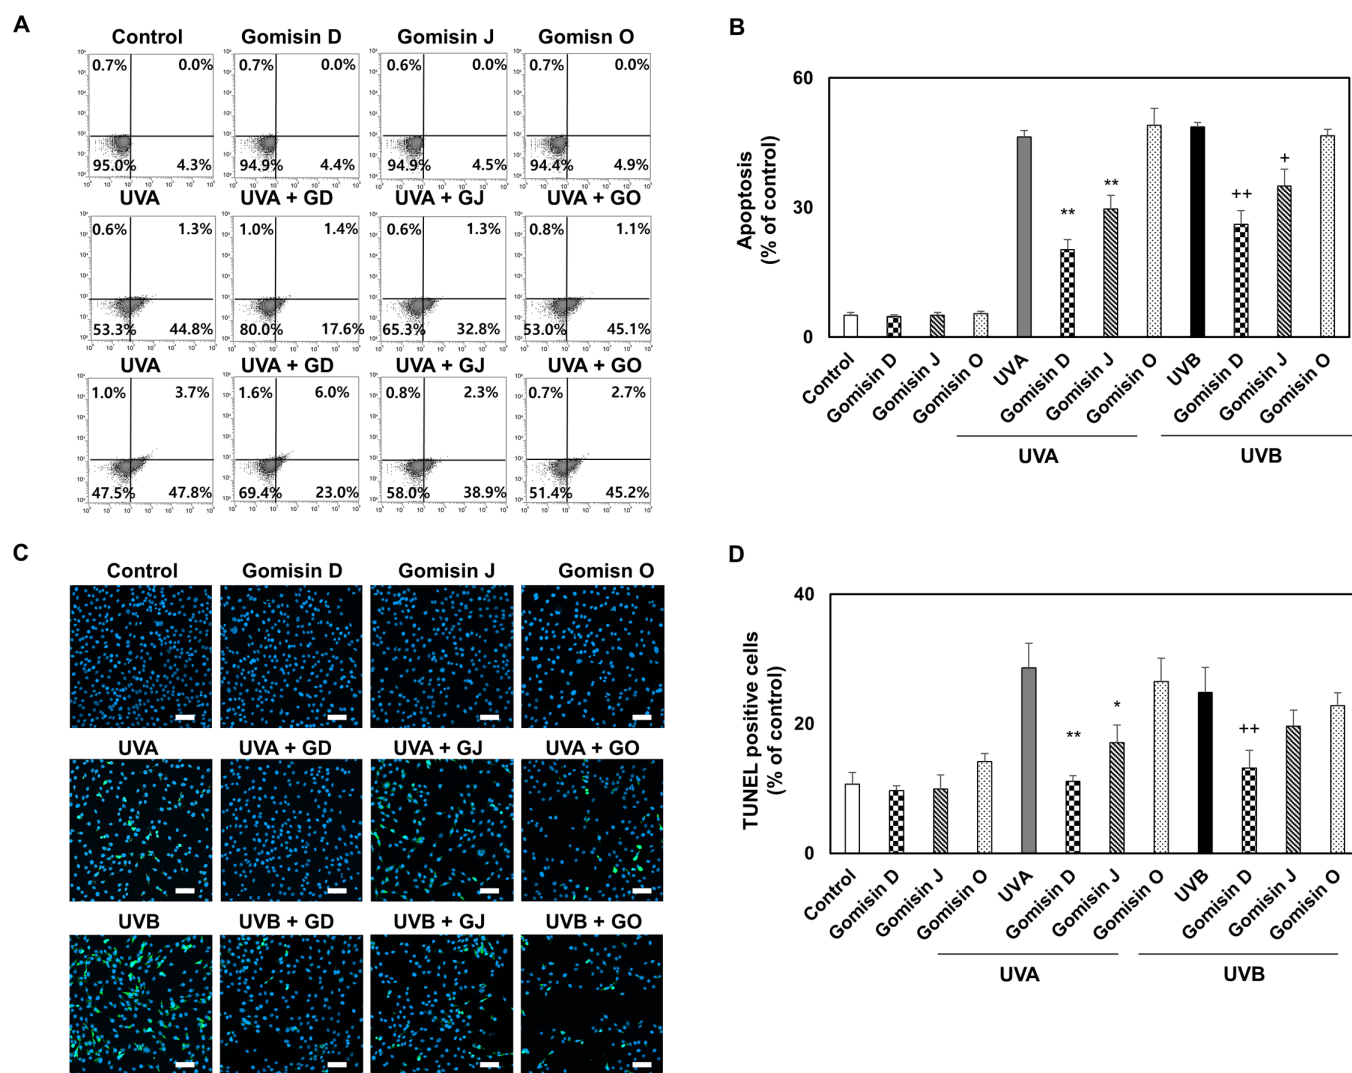 A
Control Gomisin D Gomisin J Gomisn O
0.7% 0.0% 0.7% 0.0% 0.6% 0.0% 0.7% 0.0%
95.0% 4.3% 94.9% 4.4% 94.9% 4.5% 94.4% 4.9%
UVA UVA + GD UVA + GJ UVA + GO
0.6% 1.3% 1.0% 1.4% 0.6% 1.3% 0.8% 1.1%
53.3% 44.8% 80.0% 17.6% 65.3% 32.8% 53.0% 45.1%
UVA UVA + GD UVA + GJ UVA + GO
1.0% 3.7% 1.6% 6.0% 0.8% 2.3% 0.7% 2.7%
47.5% 47.8% 69.4% 23.0% 58.0% 38.9% 51.4% 45.2%
B
Apoptosis
(% of control)
60
30
0
** ** ++ +
Control Gomisin D Gomisin J Gomisin O UVA Gomisin D Gomisin J Gomisin O UVB Gomisin D Gomisin J Gomisin O
UVA UVB
C
Control Gomisin D Gomisin J Gomisn O
UVA UVA + GD UVA + GJ UVA + GO
UVB UVB + GD UVB + GJ UVB + GO
D
TUNEL positive cells
(% of control)
40
20
0
** * ++
Control Gomisin D Gomisin J Gomisin O UVA Gomisin D Gomisin J Gomisin O UVB Gomisin D Gomisin J Gomisin O
UVA UVB